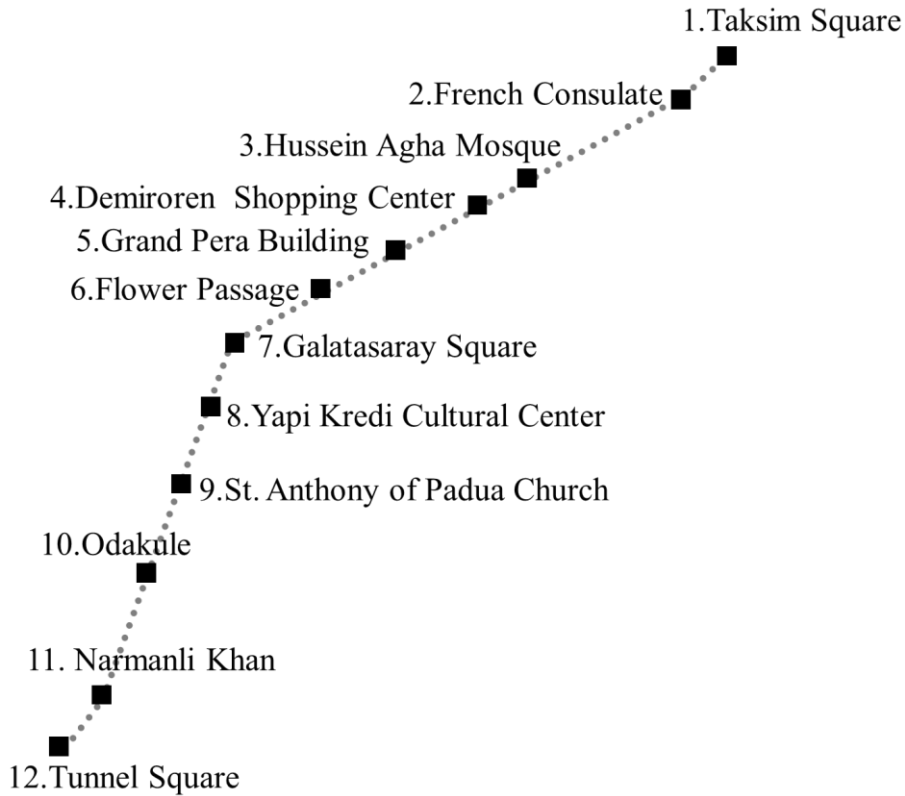 1.Taksim Square
2.French Consulate
3.Hussein Agha Mosque
4.Demiroren  Shopping Center
5.Grand Pera Building
6.Flower Passage
7.Galatasaray Square
8.Yapi Kredi Cultural Center
9.St. Anthony of Padua Church
10.Odakule
11. Narmanli Khan
12.Tunnel Square